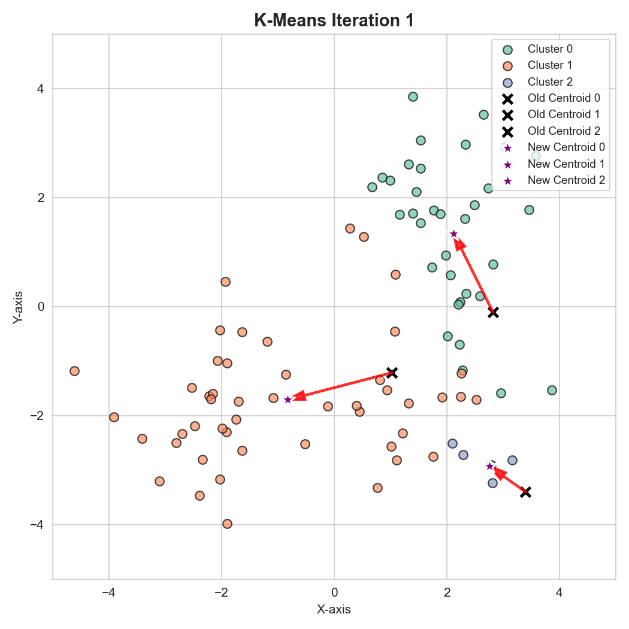 K-Means Iteration 1
Cluster 0
Cluster 1
Cluster 2
Old Centroid 0
Old Centroid 1
Old Centroid 2
New Centroid 0
New Centroid 1
New Centroid 2
4
2
0
−2
−4
Y-axis
−4 −2 0 2 4
X-axis